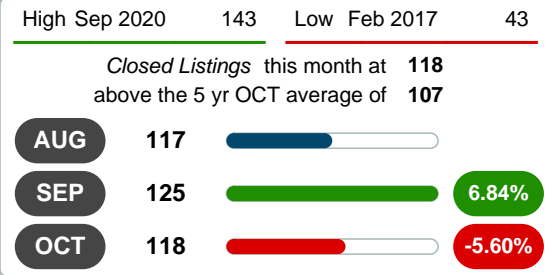 High Sep 2020 143 Low Feb 2017 43
Closed Listings this month at 118
above the 5 yr OCT average of 107
AUG 117
SEP 125 6.84%
OCT 118 -5.60%